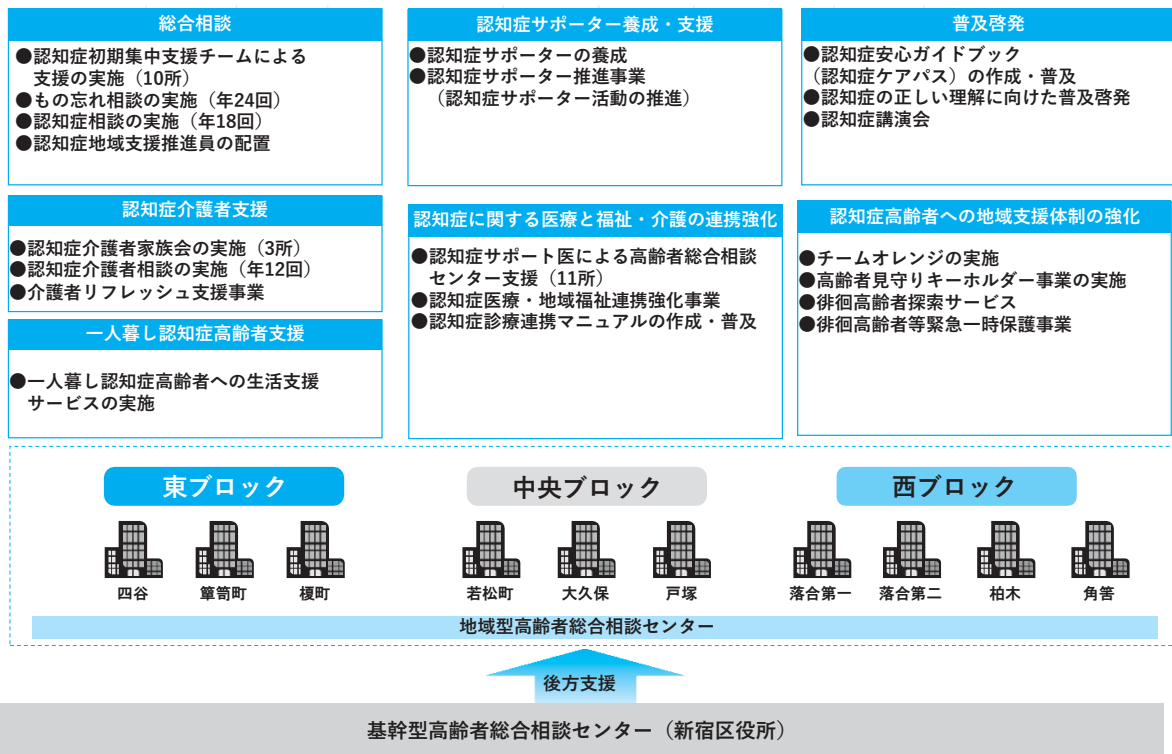 総合相談
●認知症初期集中支援チームによる
支援の実施（10所）
●もの忘れ相談の実施（年24回）
●認知症相談の実施（年18回）
●認知症地域支援推進員の配置
認知症サポーター養成・支援
●認知症サポーターの養成
●認知症サポーター推進事業
（認知症サポーター活動の推進）
普及啓発
●認知症安心ガイドブック
（認知症ケアパス）の作成・普及
●認知症の正しい理解に向けた普及啓発
●認知症講演会
認知症介護者支援
●認知症介護者家族会の実施（3所）
●認知症介護者相談の実施（年12回）
●介護者リフレッシュ支援事業
一人暮し認知症高齢者支援
●一人暮し認知症高齢者への生活支援
サービスの実施
認知症に関する医療と福祉・介護の連携強化
●認知症サポート医による高齢者総合相談
センター支援（11所）
●認知症医療・地域福祉連携強化事業
●認知症診療連携マニュアルの作成・普及
認知症高齢者への地域支援体制の強化
●チームオレンジの実施
●高齢者見守りキーホルダー事業の実施
●徘徊高齢者探索サービス
●徘徊高齢者等緊急一時保護事業
東ブロック
中央ブロック
西ブロック
四谷
簞笥町
榎町
若松町
大久保
戸塚
落合第一
落合第二
柏木
角筈
地域型高齢者総合相談センター
後方支援
基幹型高齢者総合相談センター（新宿区役所）